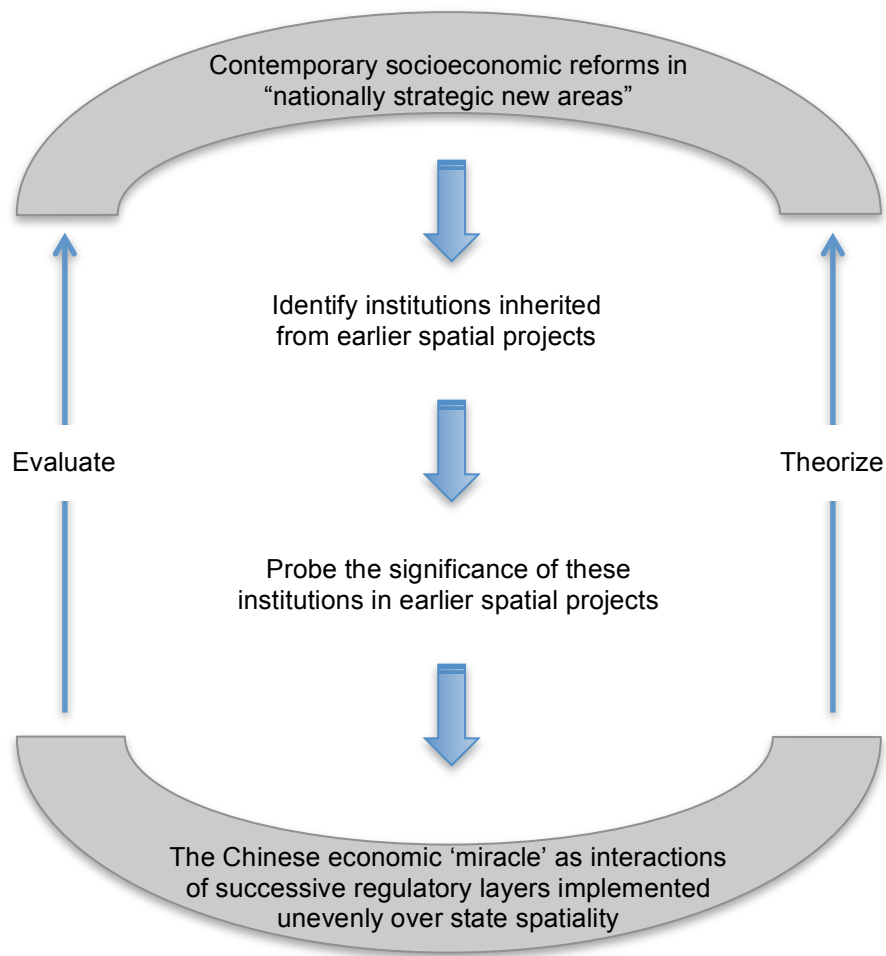 Contemporary socioeconomic reforms in
“nationally strategic new areas”
Identify institutions inherited
from earlier spatial projects
Evaluate
Theorize
Probe the significance of these
institutions in earlier spatial projects
The Chinese economic ‘miracle’ as interactions
of successive regulatory layers implemented
unevenly over state spatiality